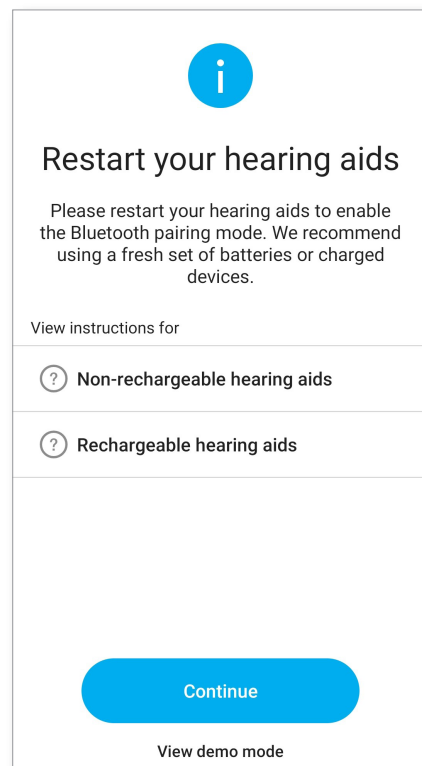 i
Restart your hearing aids
Please restart your hearing aids to enable
the Bluetooth pairing mode. We recommend
using a fresh set of batteries or charged
devices.
View instructions for
? Non-rechargeable hearing aids
? Rechargeable hearing aids
Continue
View demo mode